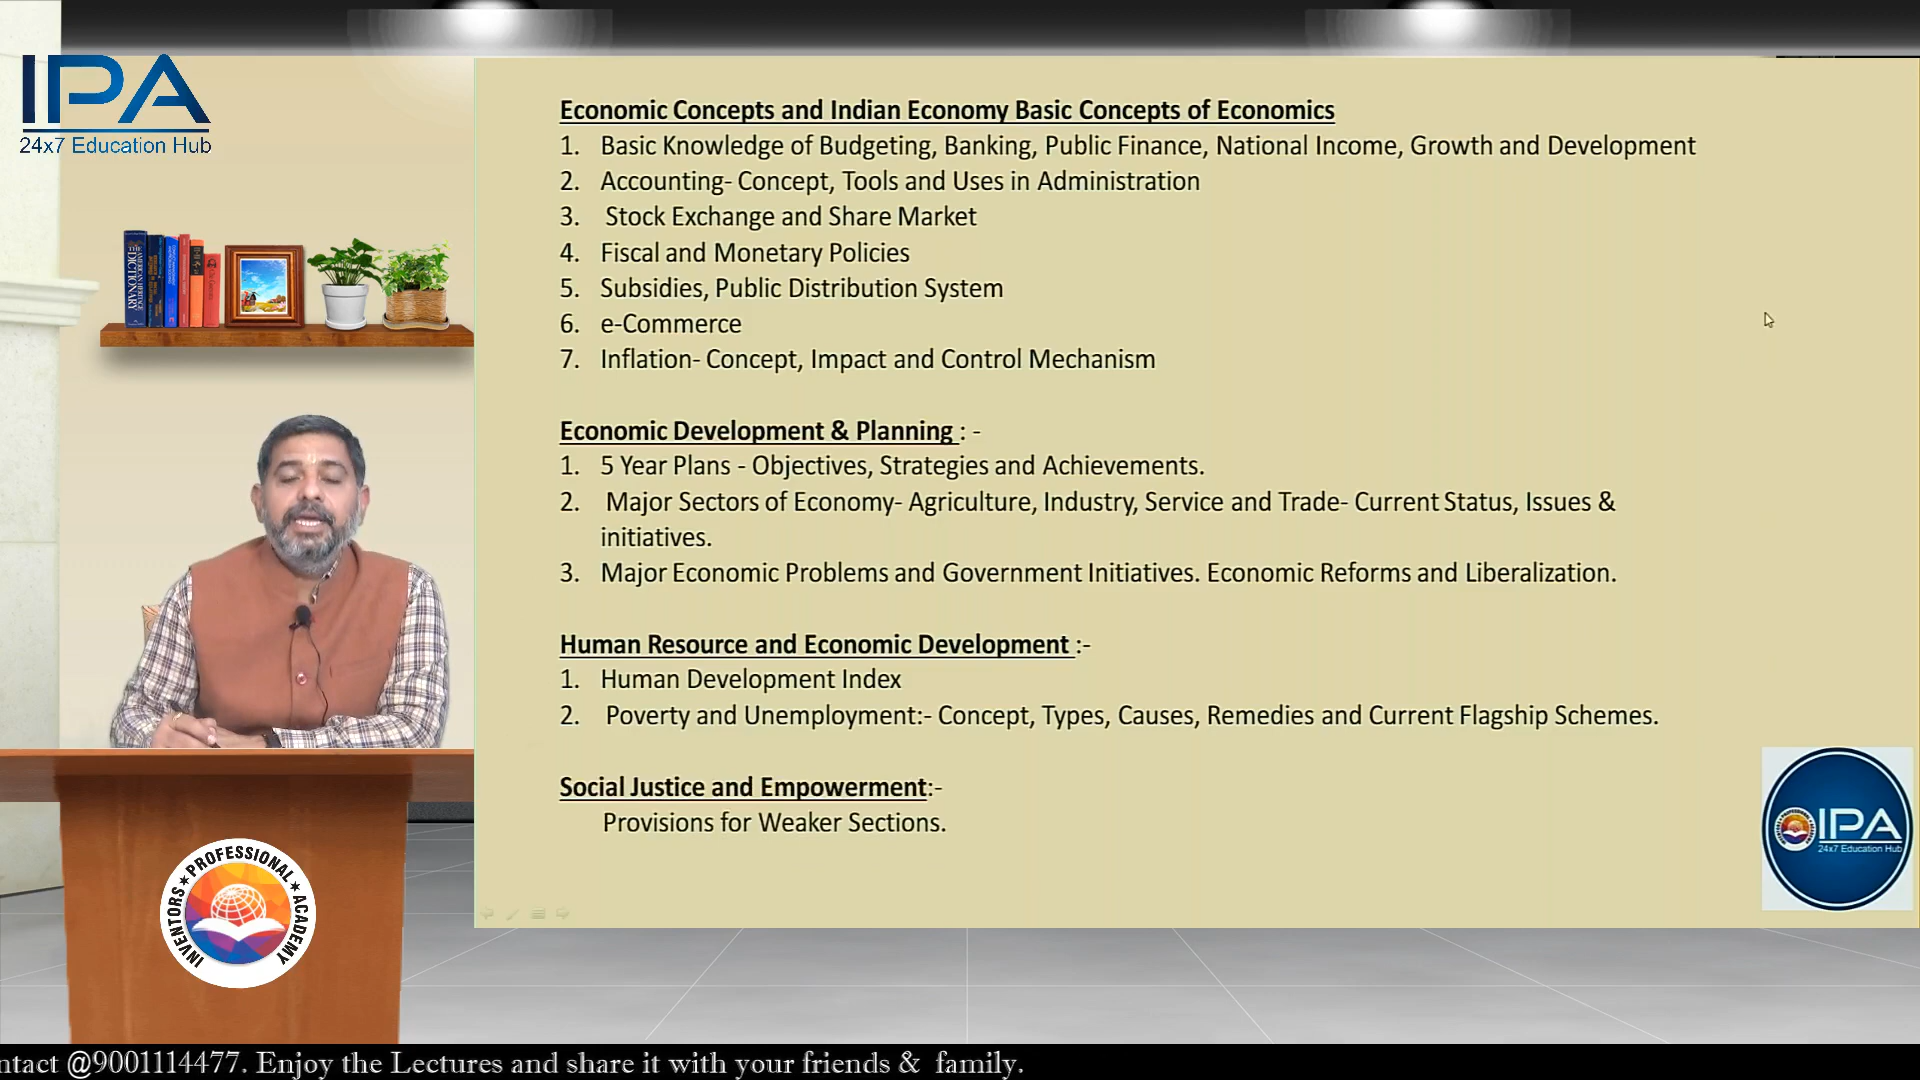 IPA
24x7 Education Hub
THE
DICTIONARY
Economic Concepts and Indian Economy Basic Concepts of Economics
1. Basic Knowledge of Budgeting, Banking, Public Finance, National Income, Growth and Development
2. Accounting- Concept, Tools and Uses in Administration
3. Stock Exchange and Share Market
4. Fiscal and Monetary Policies
5. Subsidies, Public Distribution System
6. e-Commerce
7. Inflation- Concept, Impact and Control Mechanism
Economic Development & Planning : -
1. 5 Year Plans - Objectives, Strategies and Achievements.
2. Major Sectors of Economy- Agriculture, Industry, Service and Trade- Current Status, Issues &
initiatives.
3. Major Economic Problems and Government Initiatives. Economic Reforms and Liberalization.
Human Resource and Economic Development :-
1. Human Development Index
2. Poverty and Unemployment:- Concept, Types, Causes, Remedies and Current Flagship Schemes.
Social Justice and Empowerment:-
Provisions for Weaker Sections.
IPA
24x7 Education Hub
INVENTORS ★ PROFESSIONAL ★ ACADEMY
ntact @9001114477. Enjoy the Lectures and share it with your friends & family.